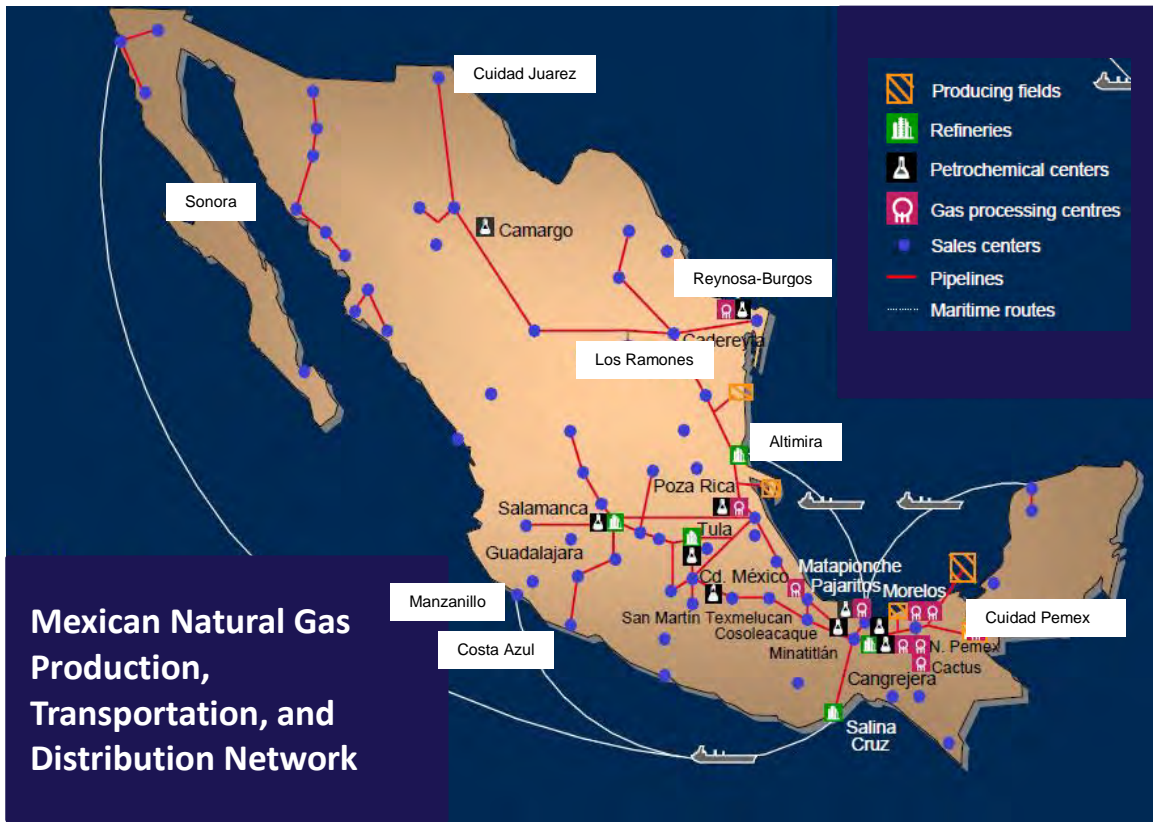 Cuidad Juarez
Producing fields
Refineries
Petrochemical centers
Gas processing centres
Sales centers
Pipelines
Maritime routes
Sonora
Camargo
Reynosa-Burgos
Cadereyta
Los Ramones
Altimira
Poza Rica
Salamanca
Tula
Guadalajara
Cd. México
Matapionche
Pajaritos
Morelos
Manzanillo
San Martín Texmelucan
Cosoleacaque
Cuidad Pemex
Costa Azul
Minatitlán
N. Pemex
Cactus
Cangrejera
Salina
Cruz
Mexican Natural Gas
Production,
Transportation, and
Distribution Network